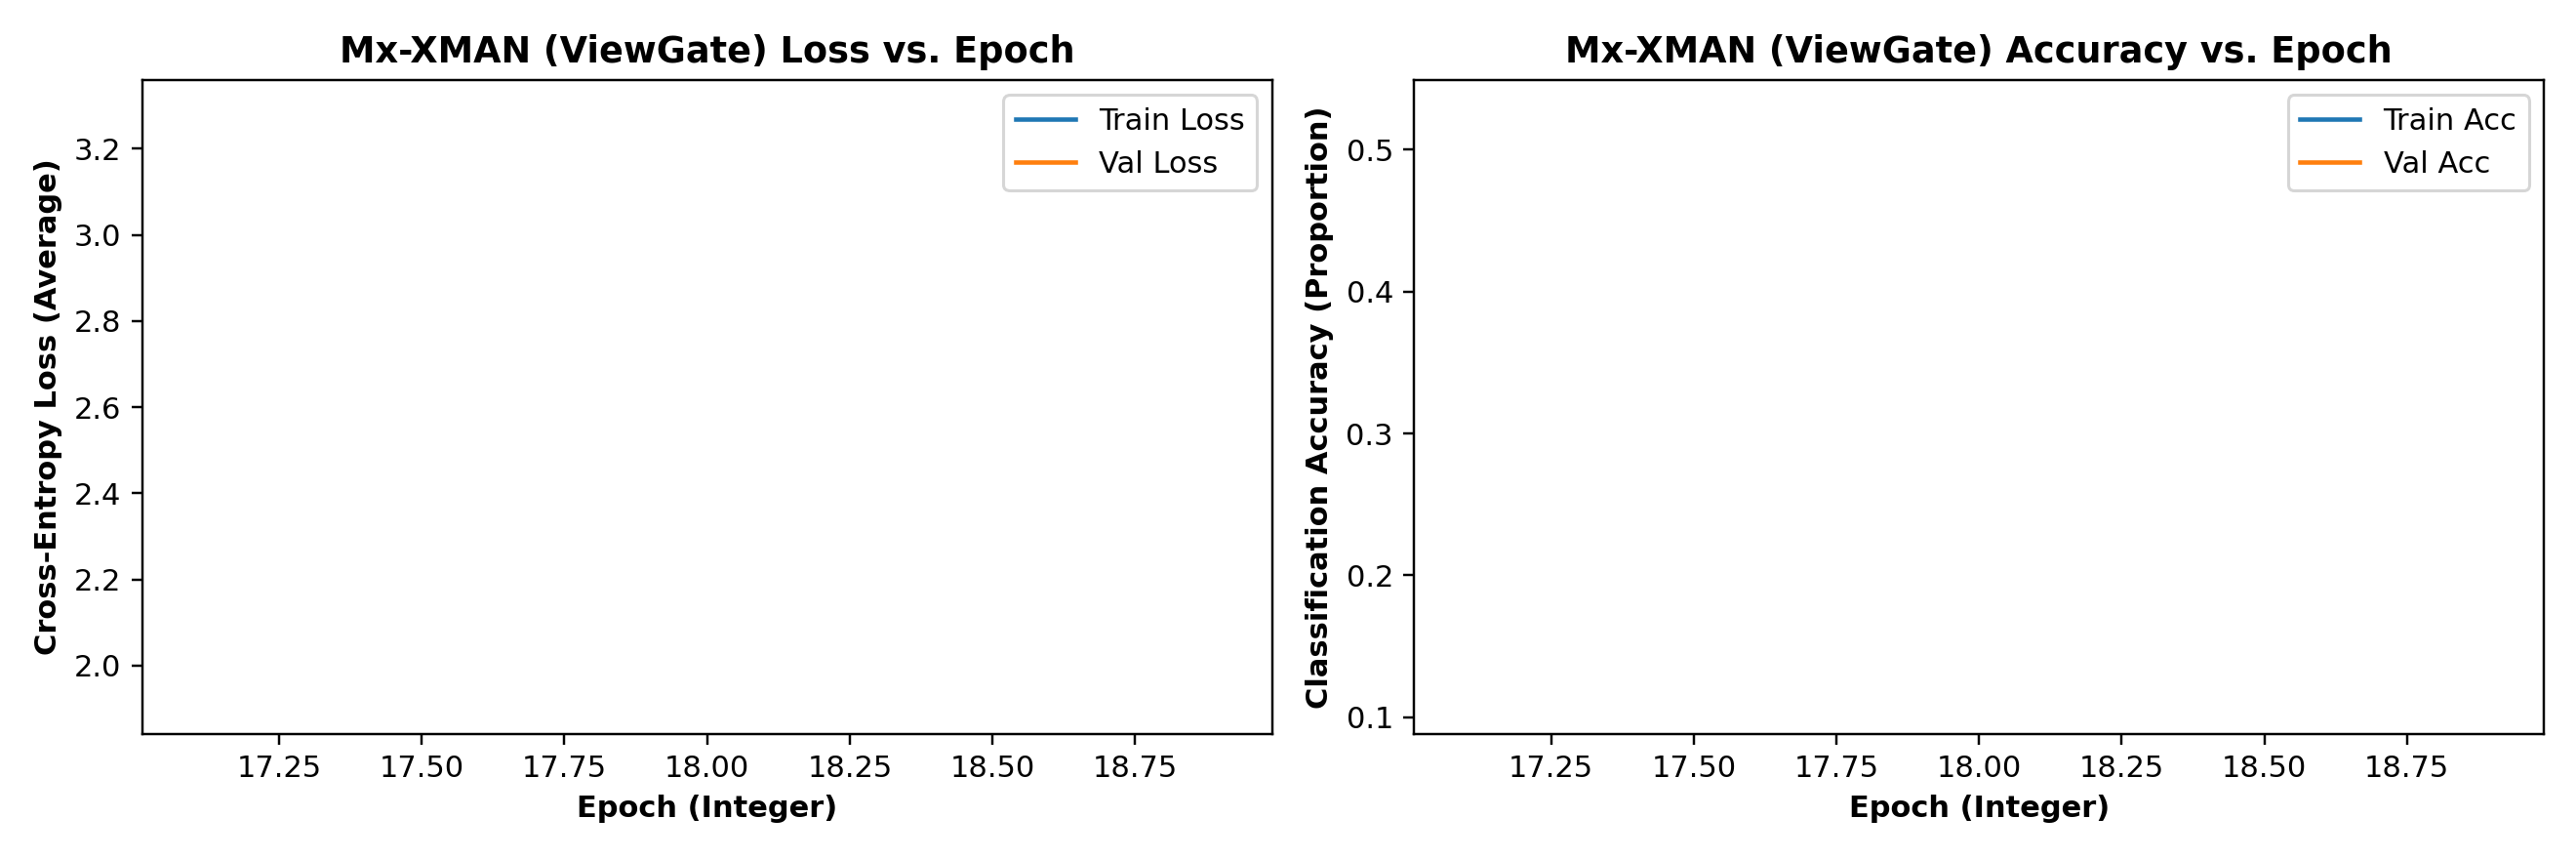 Mx-XMAN (ViewGate) Loss vs. Epoch
Train Loss
Val Loss
Cross-Entropy Loss (Average)
3.2
3.0
2.8
2.6
2.4
2.2
2.0
17.25 17.50 17.75 18.00 18.25 18.50 18.75
Epoch (Integer)
Mx-XMAN (ViewGate) Accuracy vs. Epoch
Train Acc
Val Acc
Classification Accuracy (Proportion)
0.5
0.4
0.3
0.2
0.1
17.25 17.50 17.75 18.00 18.25 18.50 18.75
Epoch (Integer)